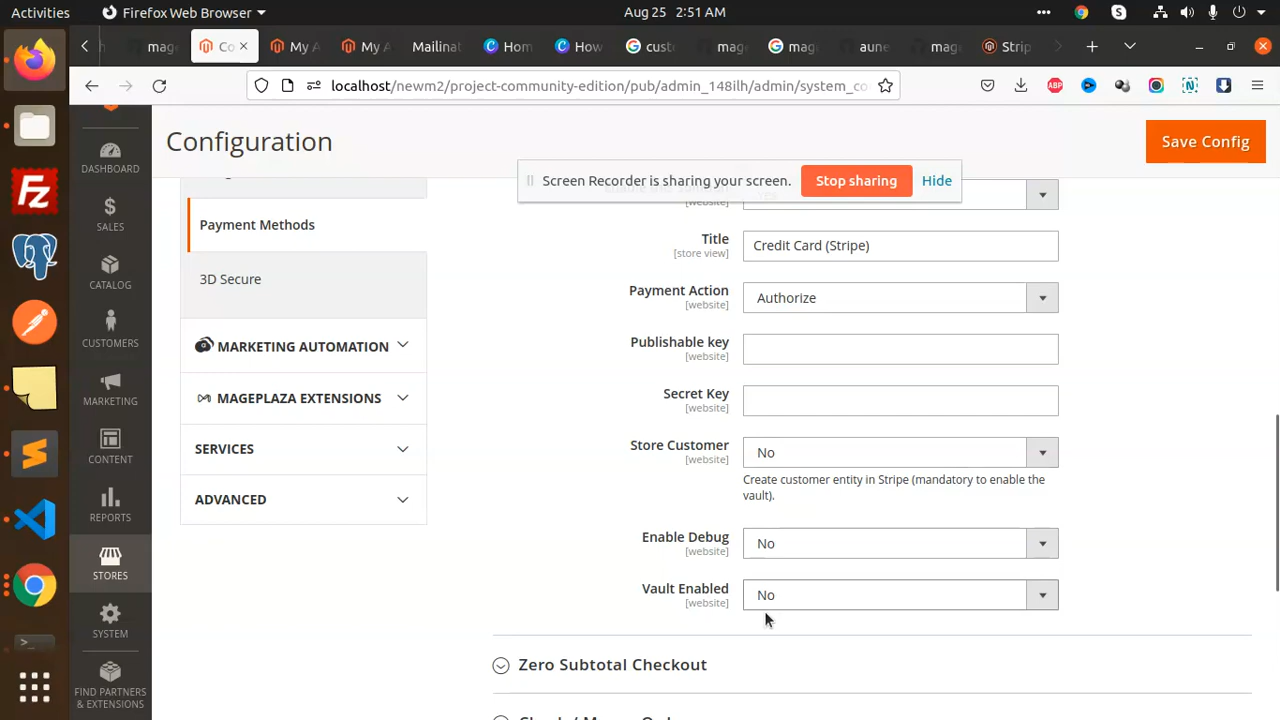 Activities
Firefox Web Browser
Aug 25 2:51 AM
mage
Co
My A
My A
Mailinat
Hom
How
custo
mage
mag
aune
mage
Strip
localhost/newm2/project-community-edition/pub/admin_148ilh/admin/system_co
Configuration
Save Config
Screen Recorder is sharing your screen.
Stop sharing
Hide
DASHBOARD
SALES
CATALOG
CUSTOMERS
MARKETING
CONTENT
REPORTS
STORES
SYSTEM
FIND PARTNERS
& EXTENSIONS
Payment Methods
3D Secure
MARKETING AUTOMATION
MAGEPLAZA EXTENSIONS
SERVICES
ADVANCED
[website]
Title
[store view]
Credit Card (Stripe)
Payment Action
[website]
Authorize
Publishable key
[website]
Secret Key
[website]
Store Customer
[website]
No
Create customer entity in Stripe (mandatory to enable the
vault).
Enable Debug
[website]
No
Vault Enabled
[website]
No
Zero Subtotal Checkout